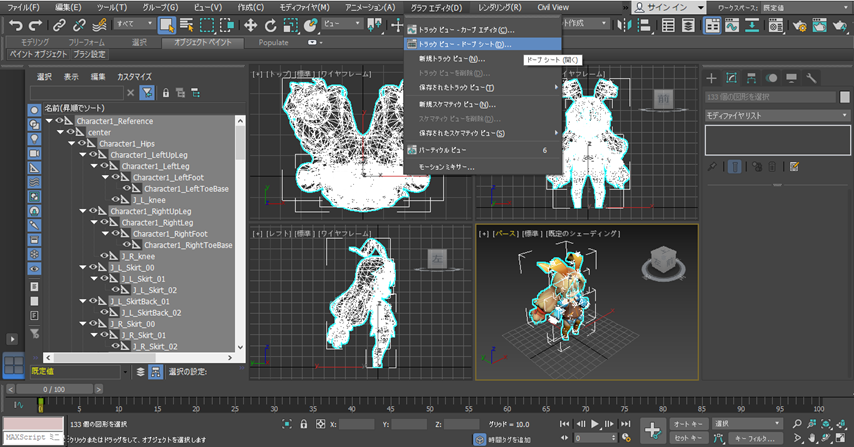 ファイル(F) 編集(E) ツール(T) グループ(G) ビュー(V) 作成(C) モディファイヤ(M) アニメーション(A) グラフ エディタ(D) レンダリング(R) Civil View サイン イン ワークスペース: 既定値
すべて ビュー
モデリング フリーフォーム 選択 オブジェクト ペイント Populate
ペイント オブジェクト ブラシ設定
トラック ビュー - カーブ エディタ(C)...
トラック ビュー - ドープ シート(D)...
ドープ シート (開く)
新規トラック ビュー(N)...
トラック ビューを削除(D)...
保存されたトラック ビュー(T)
新規スケマティック ビュー(N)...
スケマティック ビューを削除(D)...
保存されたスケマティック ビュー(S)
パーティクル ビュー 6
モーション ミキサー...
選択 表示 編集 カスタマイズ
名前(昇順でソート)
Character1_Reference
center
Character1_Hips
Character1_LeftUpLeg
Character1_LeftLeg
Character1_LeftFoot
Character1_LeftToeBase
J_L_knee
Character1_RightUpLeg
Character1_RightLeg
Character1_RightFoot
Character1_RightToeBase
J_R_knee
J_L_Skirt_00
J_L_Skirt_01
J_L_Skirt_02
J_L_SkirtBack_01
J_L_SkirtBack_02
J_R_Skirt_00
J_R_Skirt_01
J_R_Skirt_02
既定値 選択の設定:
[+] [トップ] [標準] [ワイヤフレーム]
前
[+] [レフト] [標準] [ワイヤフレーム]
左
[+] [パース] [標準] [既定のシェーディング]
133 個の図形を選択
モディファイヤ リスト
0 / 100
0 5 10 15 20 25 30 35 40 45 50 55 60 65 70 75 80 85 90 95 100
133 個の図形を選択 X: Y: Z: グリッド = 10.0 オート キー 選択
MAXScript ミニ クリックまたはドラッグして、オブジェクトを選択します 時間タグを追加 0 セット キー キー フィルター...